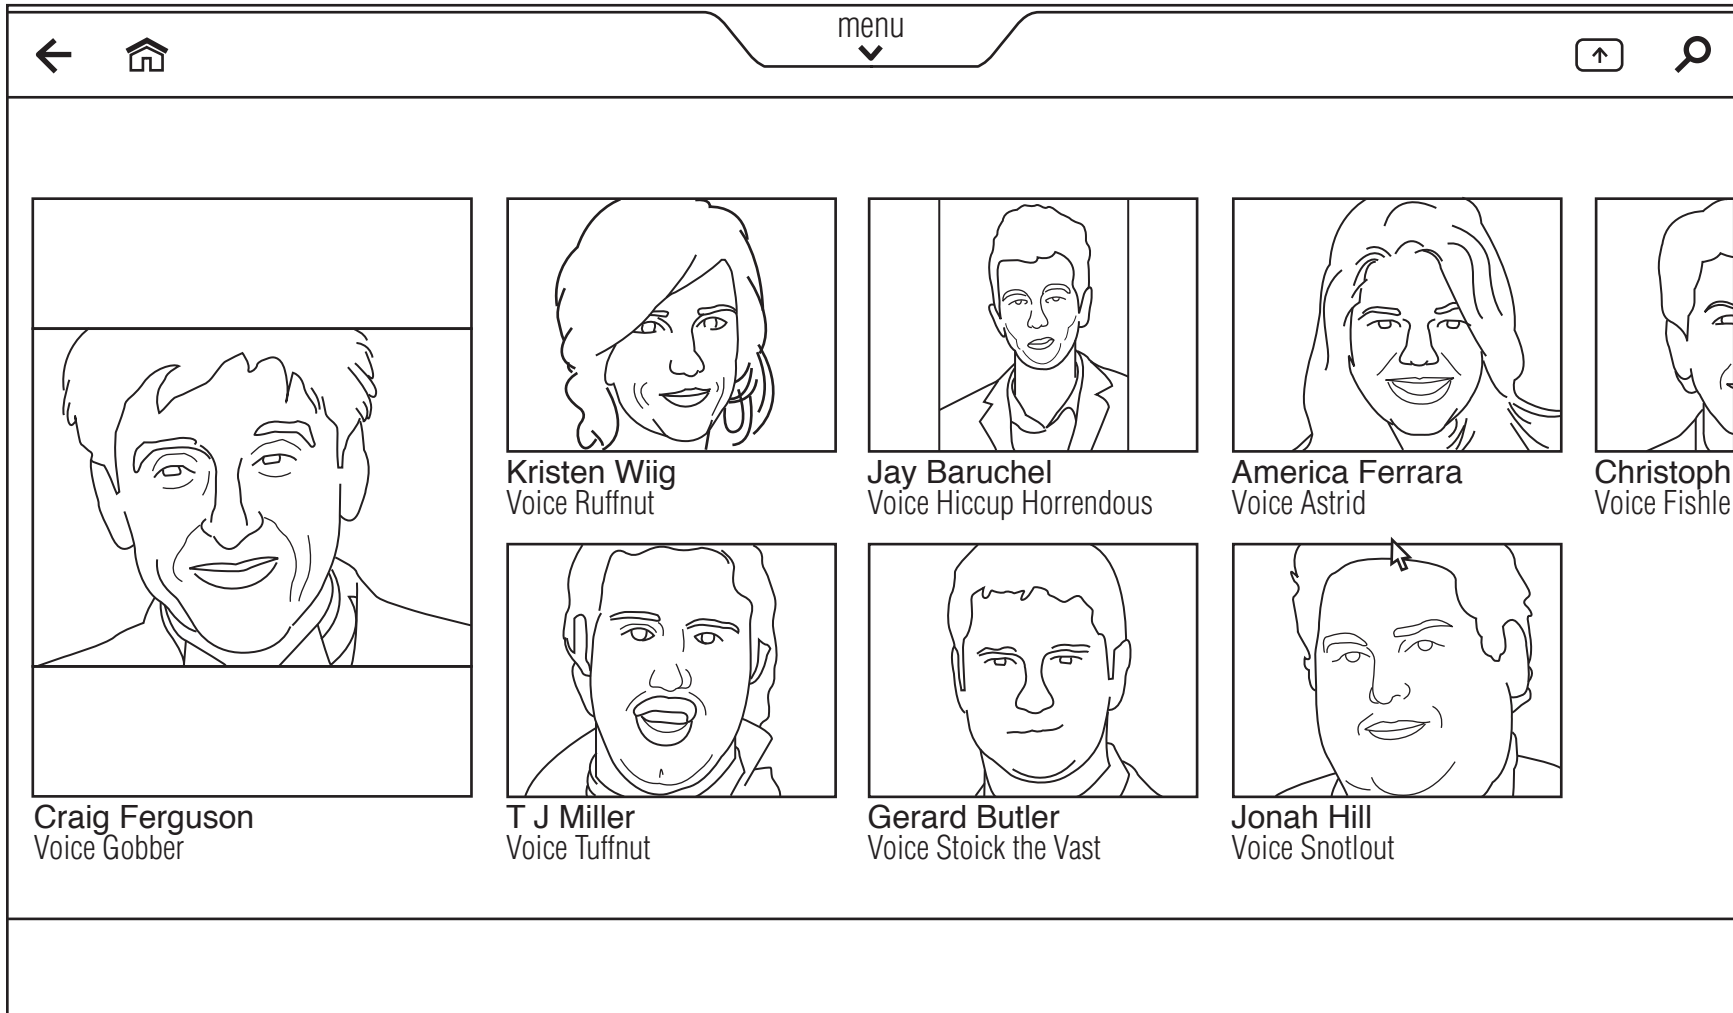 menu
Craig Ferguson
Voice Gobber
Kristen Wiig
Voice Ruffnut
T J Miller
Voice Tuffnut
Jay Baruchel
Voice Hiccup Horrendous
Gerard Butler
Voice Stoick the Vast
America Ferrara
Voice Astrid
Jonah Hill
Voice Snotlout
Christoph
Voice Fishle